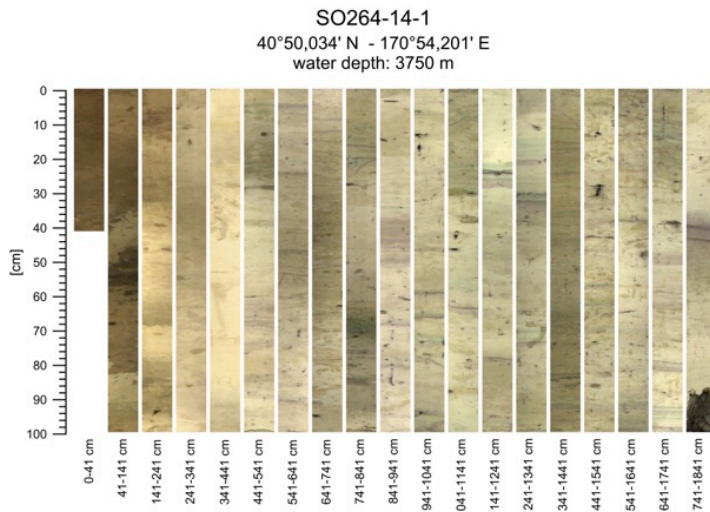 SO264-14-1
40°50,034' N - 170°54,201' E
water depth: 3750 m
0
10
20
30
40
50
60
70
80
90
100
[cm]
0-41 cm
41-141 cm
141-241 cm
241-341 cm
341-441 cm
441-541 cm
541-641 cm
641-741 cm
741-841 cm
841-941 cm
941-1041 cm
041-1141 cm
141-1241 cm
241-1341 cm
341-1441 cm
441-1541 cm
541-1641 cm
641-1741 cm
741-1841 cm